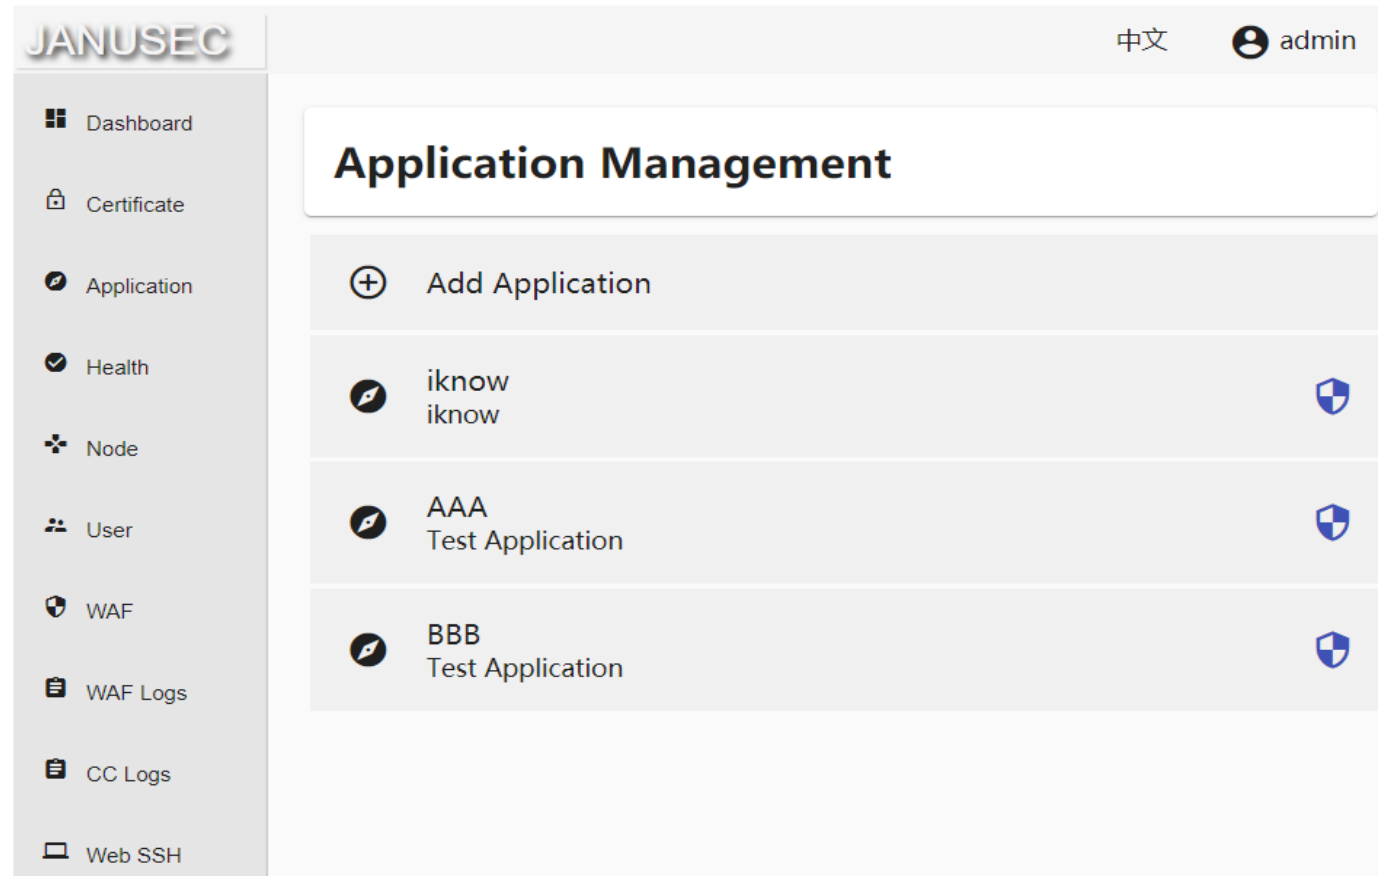 JANUSEC
中文
admin
Dashboard
Certificate
Application
Health
Node
User
WAF
WAF Logs
CC Logs
Web SSH
Application Management
Add Application
iknow
iknow
AAA
Test Application
BBB
Test Application